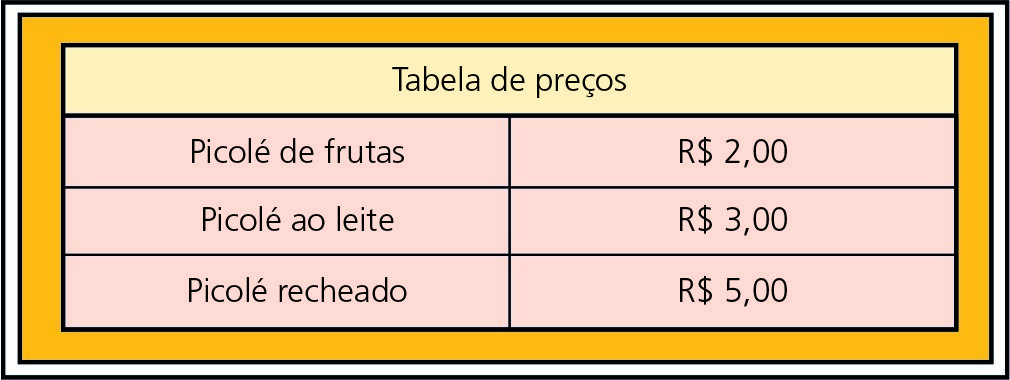 Tabela de preços
Picolé de frutas R$ 2,00
Picolé ao leite R$ 3,00
Picolé recheado R$ 5,00